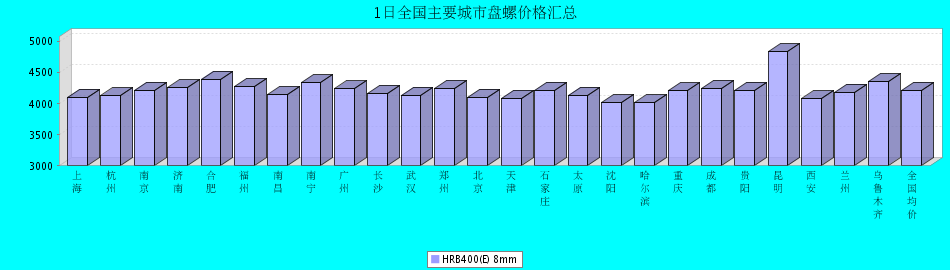 1日全国主要城市盘螺价格汇总
5000
4500
4000
3500
3000
上海 杭州 南京 济南 合肥 福州 南昌 南宁 广州 长沙 武汉 郑州 北京 天津 石家庄 太原 沈阳 哈尔滨 重庆 成都 贵阳 昆明 西安 兰州 乌鲁木齐 全国均价
HRB400(E) 8mm